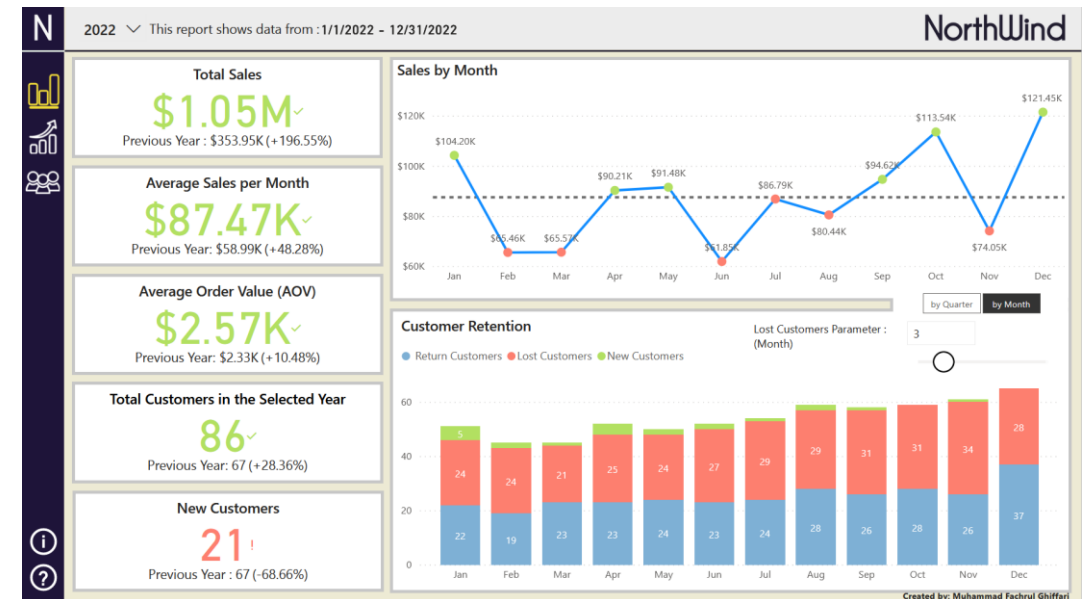 N
2022 This report shows data from : 1/1/2022 - 12/31/2022
NorthWind
Total Sales
$1.05M
Previous Year : $353.95K (+196.55%)
Average Sales per Month
$87.47K
Previous Year: $58.99K (+48.28%)
Average Order Value (AOV)
$2.57K
Previous Year: $2.33K (+10.48%)
Total Customers in the Selected Year
86
Previous Year: 67 (+28.36%)
New Customers
21 !
Previous Year : 67 (-68.66%)
i
?
Sales by Month
$121.45K
$120K
$113.54K
$104.20K
$100K
$94.62K
$90.21K $91.48K
$86.79K
$80K
$80.44K
$65.46K $65.57K
$61.85K
$74.05K
$60K
Jan Feb Mar Apr May Jun Jul Aug Sep Oct Nov Dec
by Quarter by Month
Customer Retention
Lost Customers Parameter :
(Month)
3
Return Customers Lost Customers New Customers
60
40
20
0
5
24 24 21 25 24 27 29 29 31 31 34 28
22 19 23 23 24 23 24 28 26 28 26 37
Jan Feb Mar Apr May Jun Jul Aug Sep Oct Nov Dec
Created by: Muhammad Fachrul Ghiffari